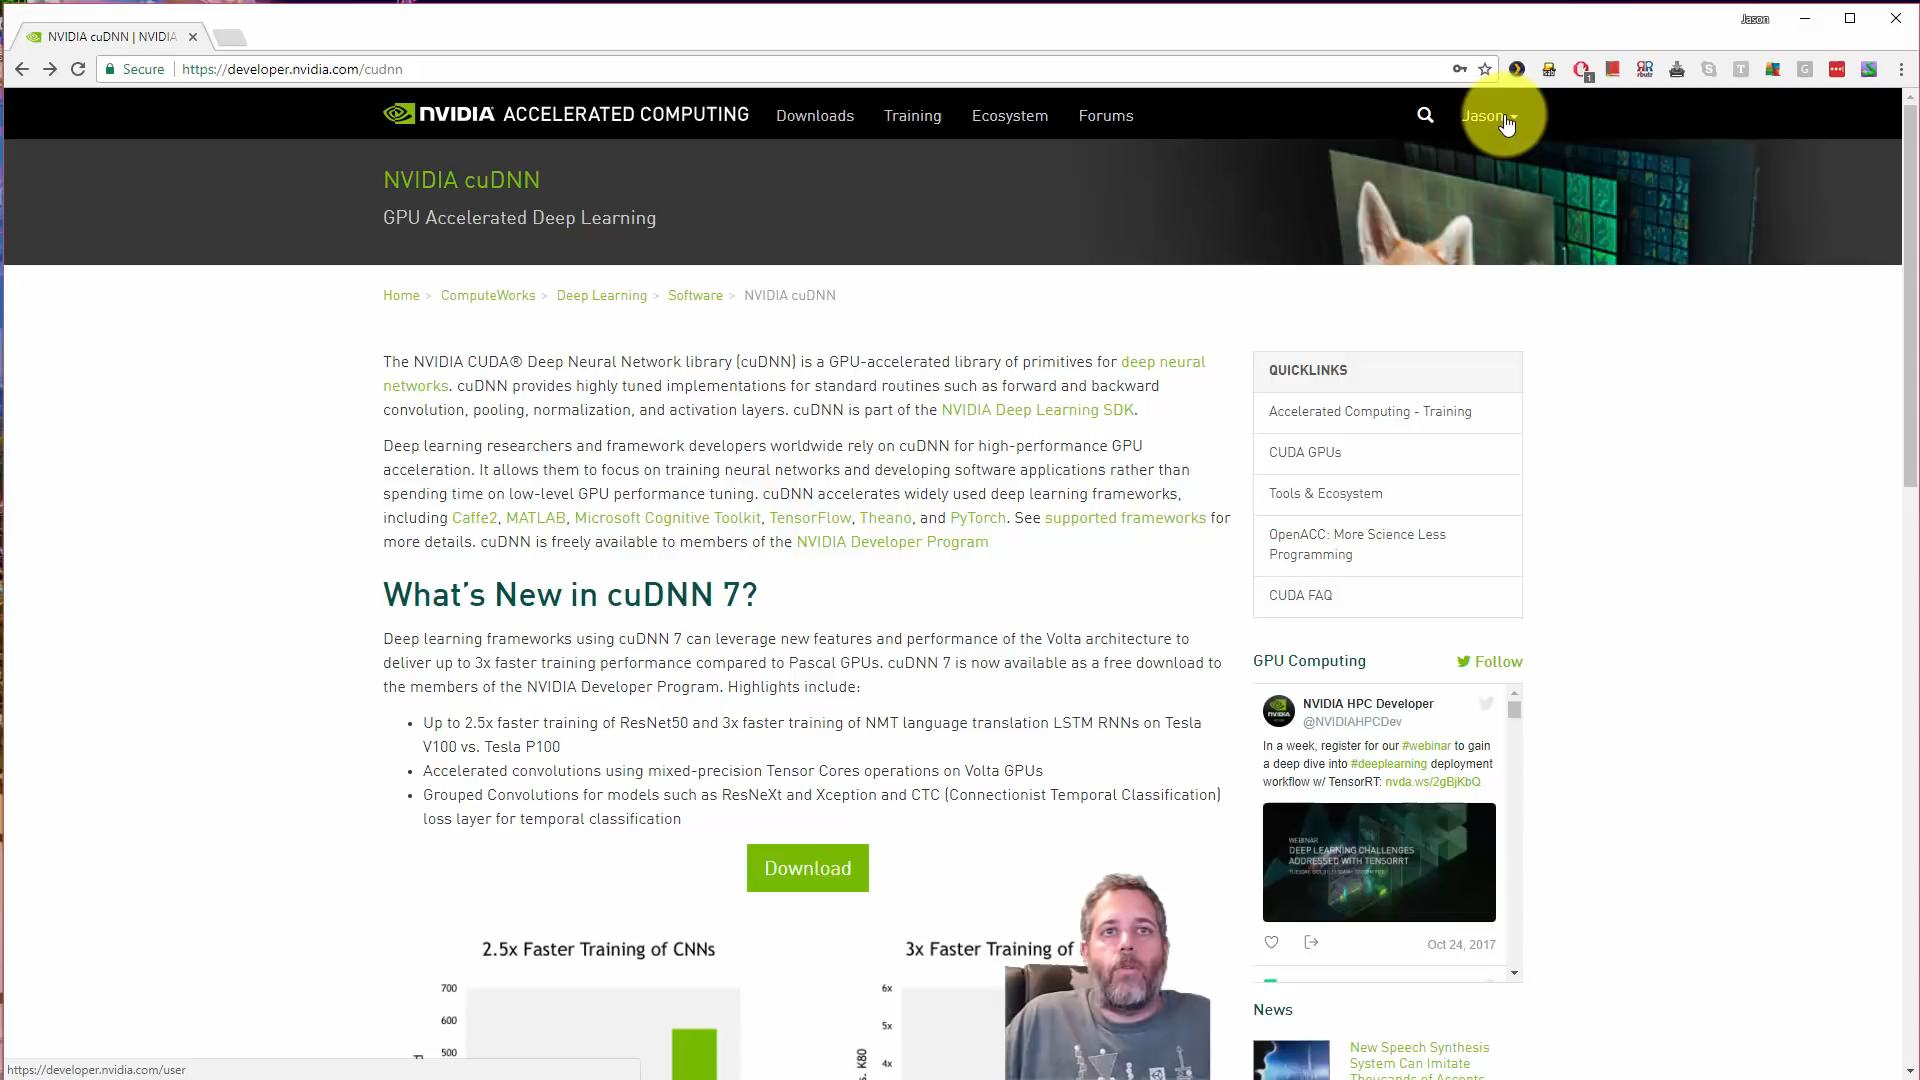 Jason
NVIDIA cuDNN | NVIDIA
Secure
https://developer.nvidia.com/cudnn
NVIDIA ACCELERATED COMPUTING
Downloads
Training
Ecosystem
Forums
Jason
NVIDIA cuDNN
GPU Accelerated Deep Learning
Home > ComputeWorks > Deep Learning > Software > NVIDIA cuDNN
The NVIDIA CUDA® Deep Neural Network library (cuDNN) is a GPU-accelerated library of primitives for deep neural
networks. cuDNN provides highly tuned implementations for standard routines such as forward and backward
convolution, pooling, normalization, and activation layers. cuDNN is part of the NVIDIA Deep Learning SDK.
Deep learning researchers and framework developers worldwide rely on cuDNN for high-performance GPU
acceleration. It allows them to focus on training neural networks and developing software applications rather than
spending time on low-level GPU performance tuning. cuDNN accelerates widely used deep learning frameworks,
including Caffe2, MATLAB, Microsoft Cognitive Toolkit, TensorFlow, Theano, and PyTorch. See supported frameworks for
more details. cuDNN is freely available to members of the NVIDIA Developer Program
What's New in cuDNN 7?
Deep learning frameworks using cuDNN 7 can leverage new features and performance of the Volta architecture to
deliver up to 3x faster training performance compared to Pascal GPUs. cuDNN 7 is now available as a free download to
the members of the NVIDIA Developer Program. Highlights include:
• Up to 2.5x faster training of ResNet50 and 3x faster training of NMT language translation LSTM RNNs on Tesla
V100 vs. Tesla P100
• Accelerated convolutions using mixed-precision Tensor Cores operations on Volta GPUs
• Grouped Convolutions for models such as ResNeXt and Xception and CTC (Connectionist Temporal Classification)
loss layer for temporal classification
Download
2.5x Faster Training of CNNs
700
600
500
3x Faster Training of
6x
5x
4x
s. K80
QUICKLINKS
Accelerated Computing - Training
CUDA GPUs
Tools & Ecosystem
OpenACC: More Science Less
Programming
CUDA FAQ
GPU Computing
Follow
NVIDIA HPC Developer
@NVIDIAHPCDev
In a week, register for our #webinar to gain
a deep dive into #deeplearning deployment
workflow w/ TensorRT: nvda.ws/2gBjKbQ
WEBINAR
DEEP LEARNING CHALLENGES
ADDRESSED WITH TENSORRT
Oct 24, 2017
News
New Speech Synthesis
System Can Imitate
Thousands of Accents
https://developer.nvidia.com/user